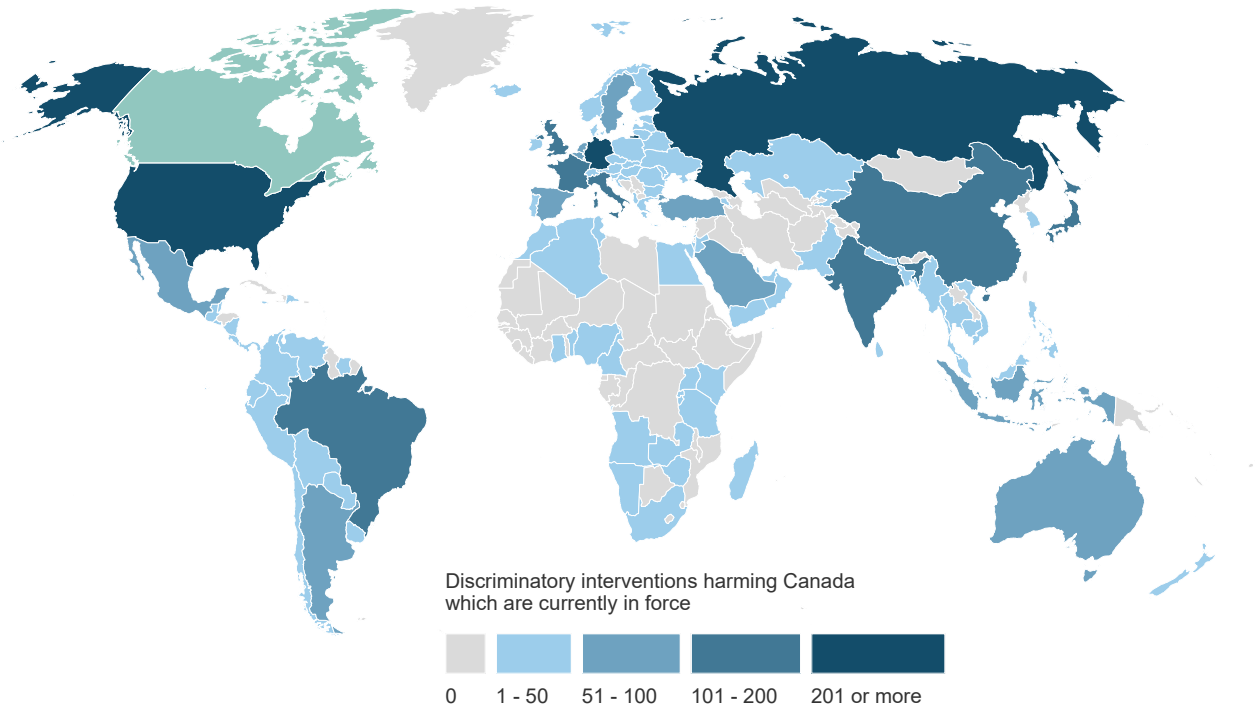 Discriminatory interventions harming Canada
which are currently in force
0 1 - 50 51 - 100 101 - 200 201 or more